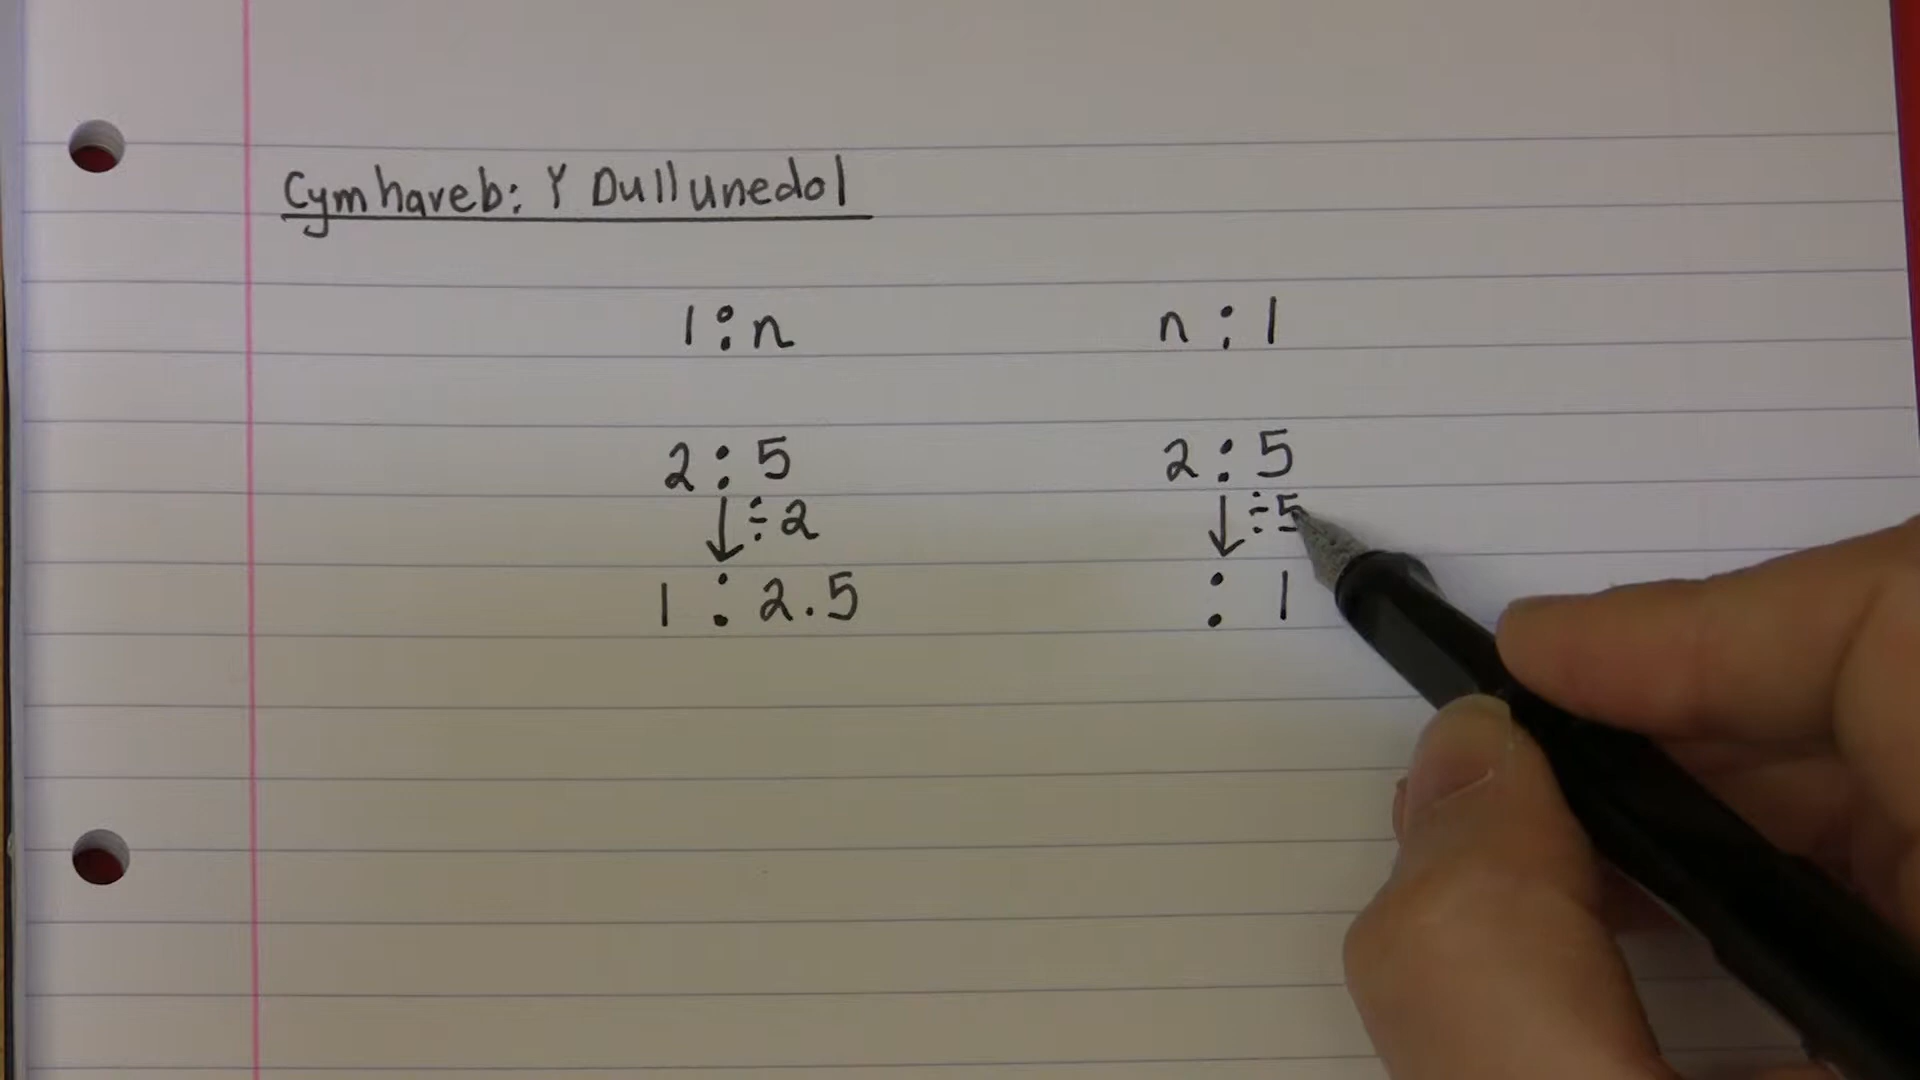 Cymhareb: Y Dull Unedol
1 : n n : 1
2 : 5 2 : 5
↓ ÷ 2 ↓ ÷ 5
1 : 2.5 : 1